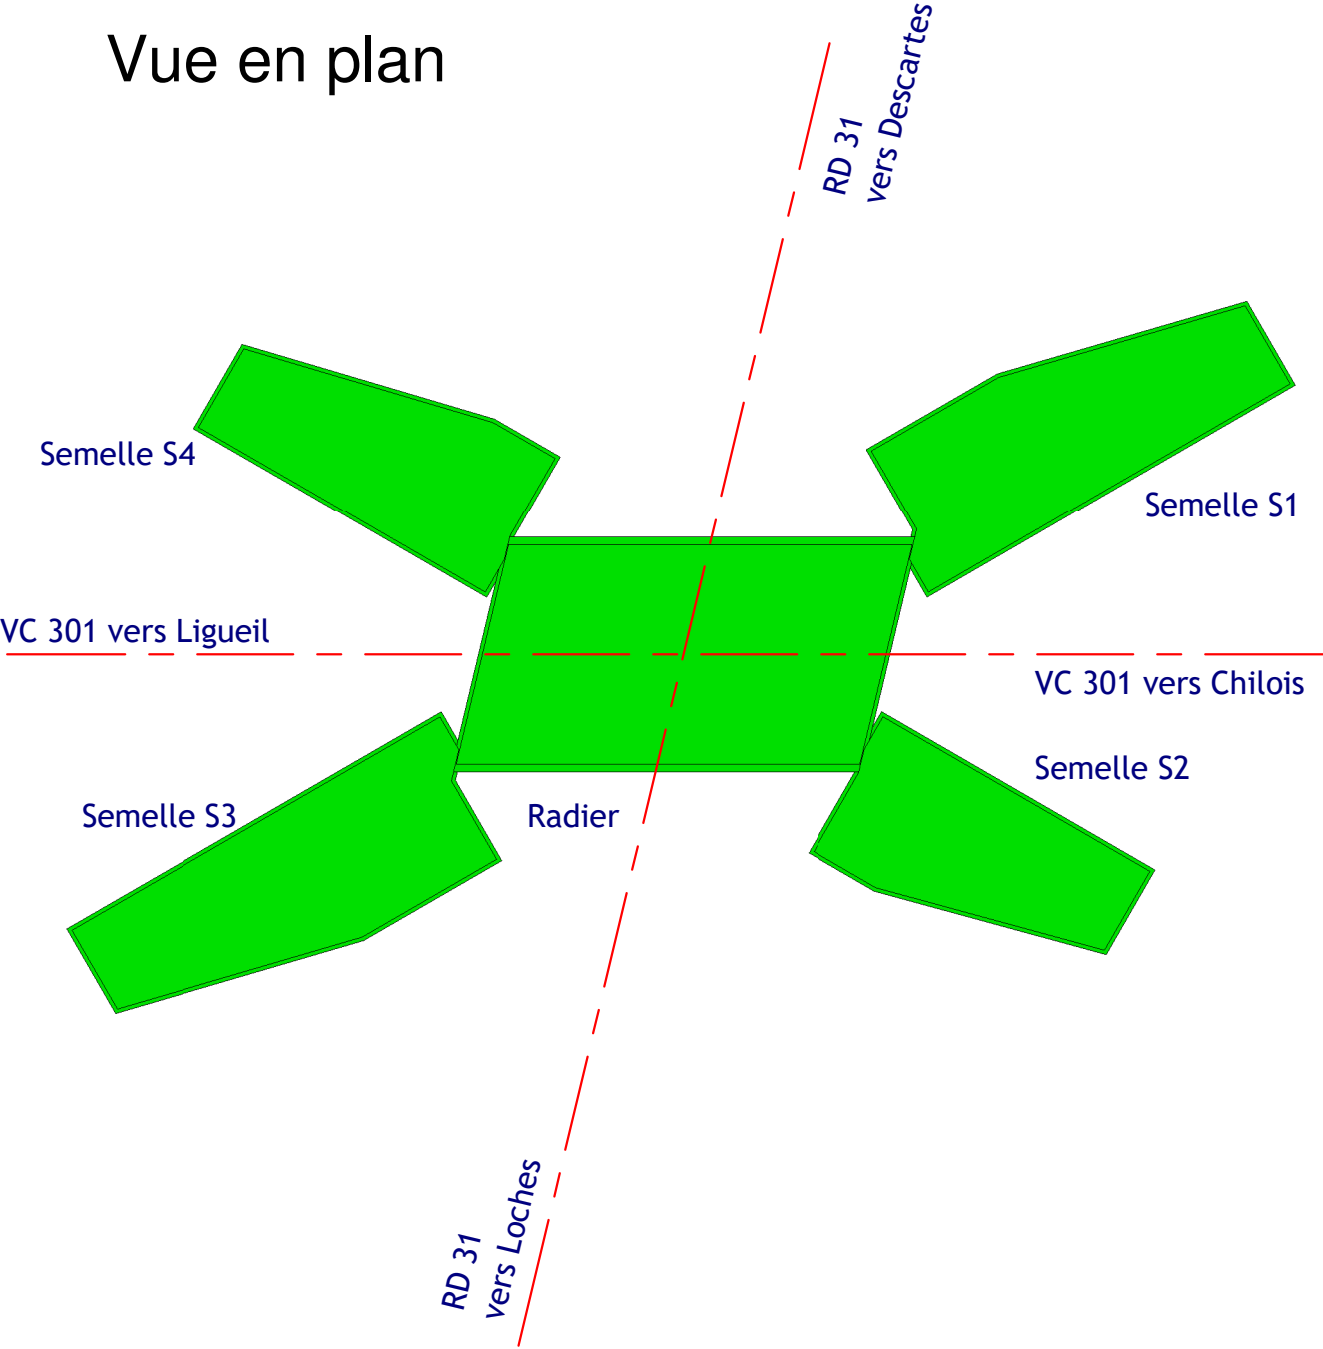 Vue en plan
RD 31
vers Descartes
Semelle S4
Semelle S1
VC 301 vers Ligueil
VC 301 vers Chilois
Semelle S2
Semelle S3
Radier
RD 31
vers Loches